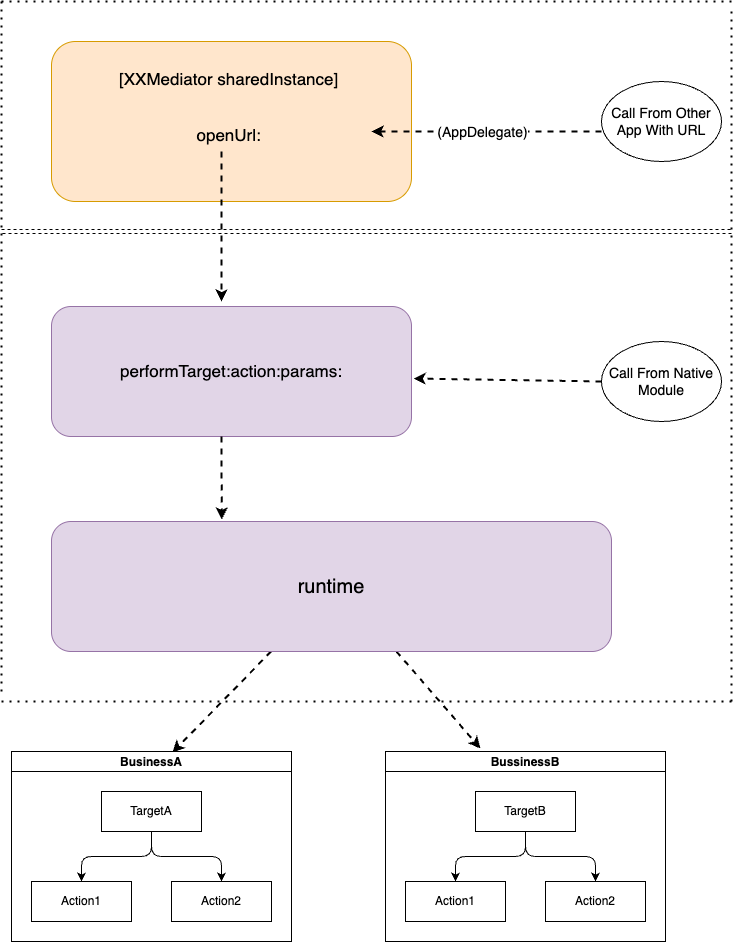 [XXMediator sharedInstance]
openUrl:
(AppDelegate)
Call From Other
App With URL
performTarget:action:params:
Call From Native
Module
runtime
BusinessA
TargetA
Action1
Action2
BussinessB
TargetB
Action1
Action2